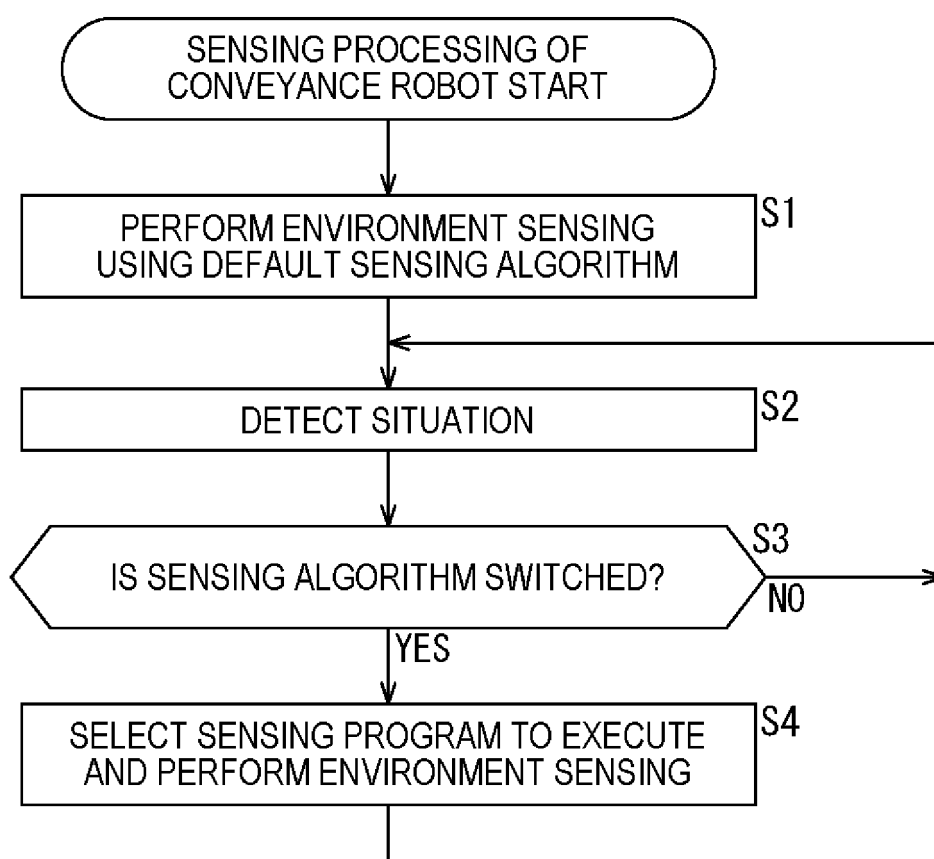 SENSING PROCESSING OF
CONVEYANCE ROBOT START
S1
PERFORM ENVIRONMENT SENSING
USING DEFAULT SENSING ALGORITHM
S2
DETECT SITUATION
S3
IS SENSING ALGORITHM SWITCHED?
NO
YES
S4
SELECT SENSING PROGRAM TO EXECUTE
AND PERFORM ENVIRONMENT SENSING